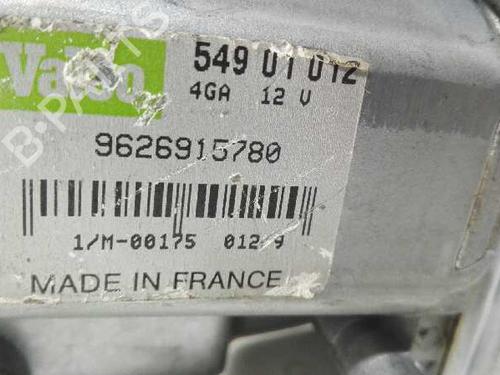 Valeo
549 01 012
4GA 12 V
9626915780
1/M-00175 012 9
MADE IN FRANCE
B-PARTS